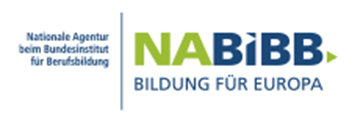 Nationale Agentur
beim Bundesinstitut
für Berufsbildung
NABiBB
BILDUNG FÜR EUROPA